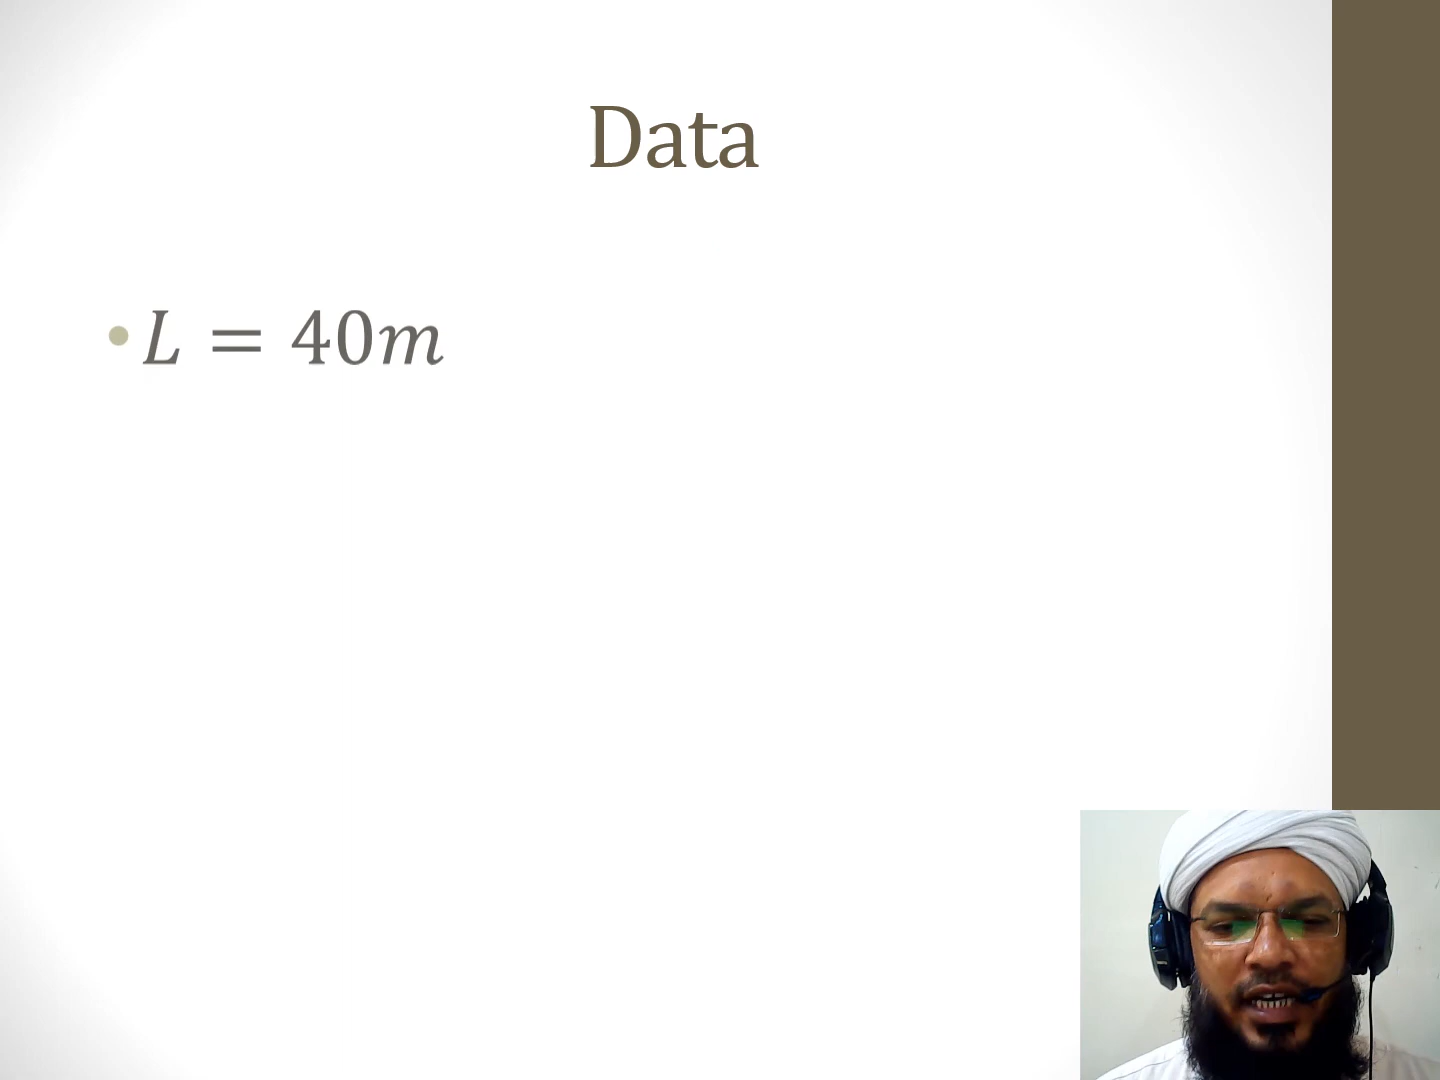 Data
• L = 40m